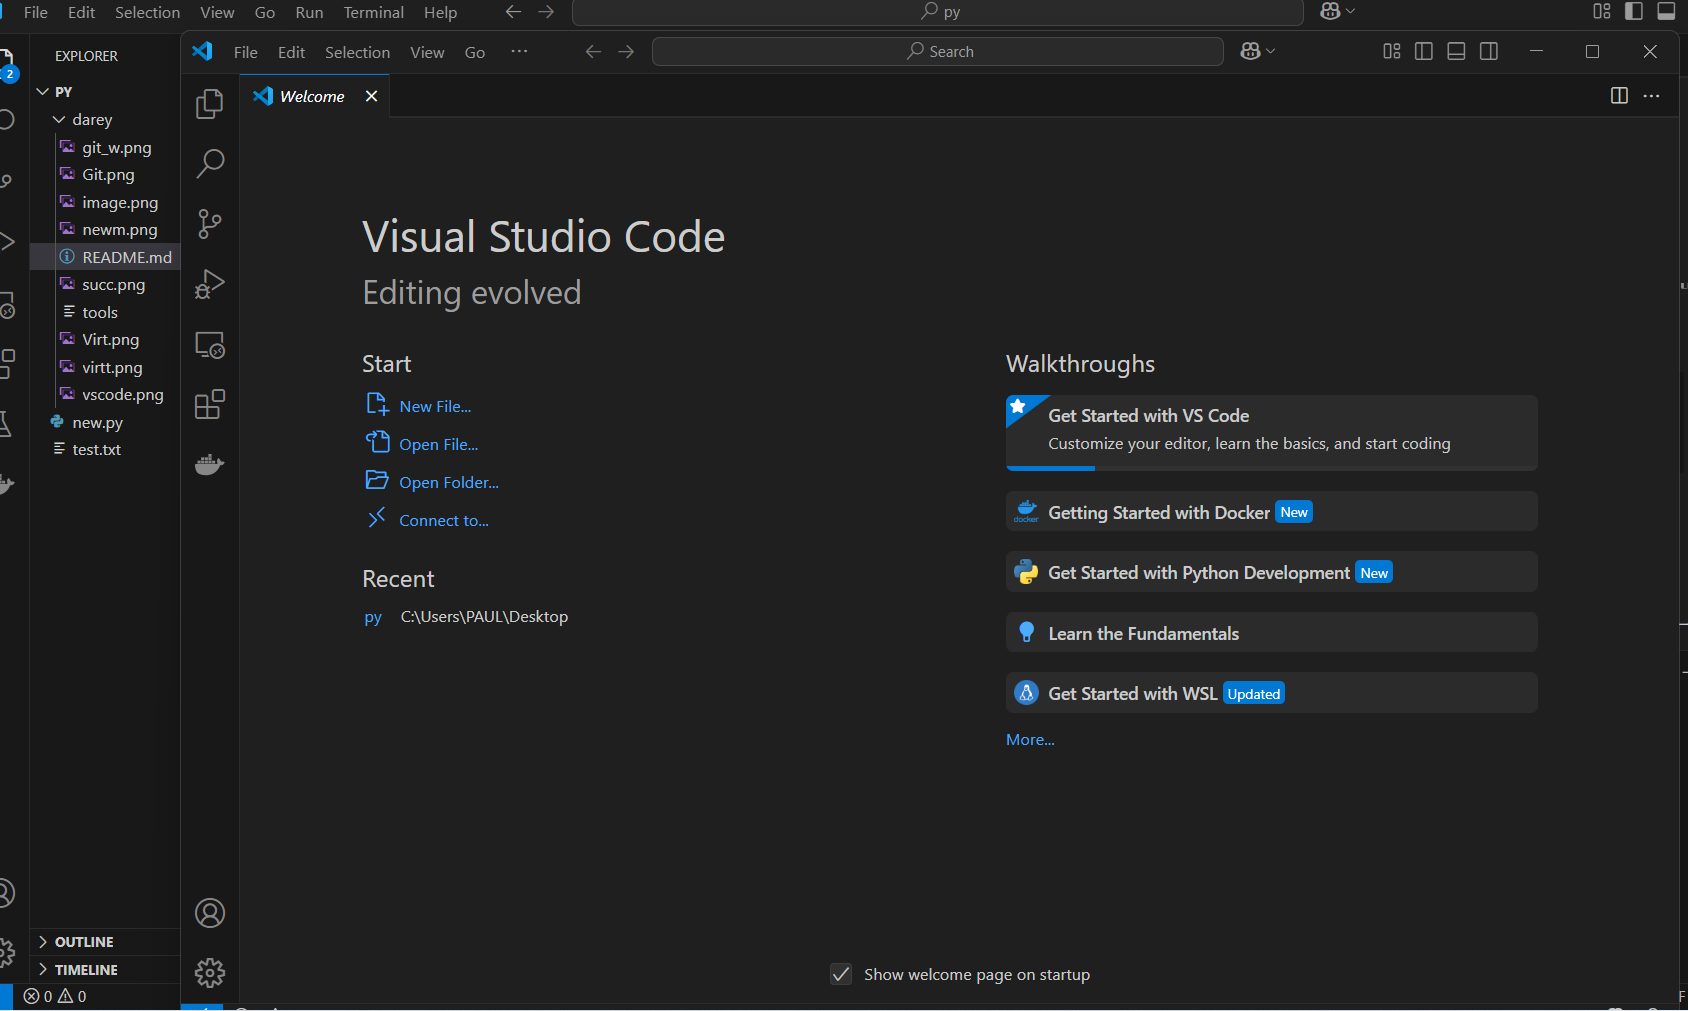 File Edit Selection View Go Run Terminal Help py
2
EXPLORER
PY
darey
git_w.png
Git.png
image.png
newm.png
README.md
succ.png
tools
Virt.png
virtt.png
vscode.png
new.py
test.txt
OUTLINE
TIMELINE
0 0
File Edit Selection View Go ... Search
Welcome
Visual Studio Code
Editing evolved
Start
New File...
Open File...
Open Folder...
Connect to...
Recent
py C:\Users\PAUL\Desktop
Walkthroughs
Get Started with VS Code
Customize your editor, learn the basics, and start coding
docker
Getting Started with Docker New
Get Started with Python Development New
Learn the Fundamentals
Get Started with WSL Updated
More...
Show welcome page on startup